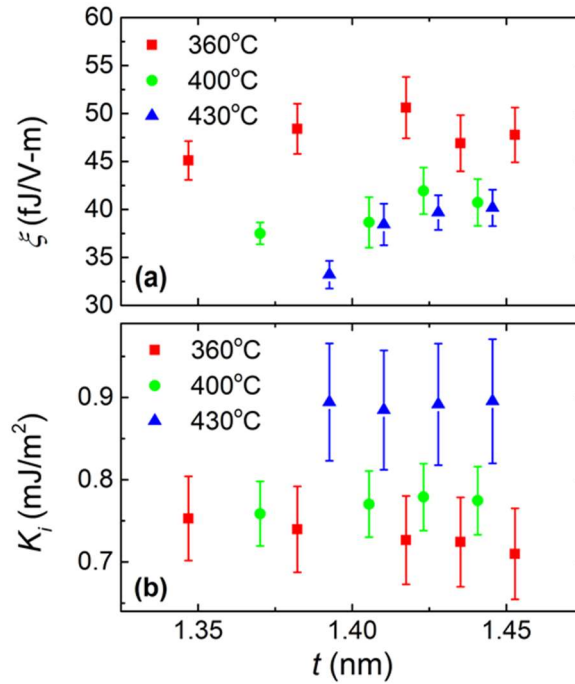 60
55
50
45
40
35
30
ξ (fJ/V-m)
360°C
400°C
430°C
(a)
0.9
0.8
0.7
K_i (mJ/m²)
360°C
400°C
430°C
(b)
1.35 1.40 1.45
t (nm)